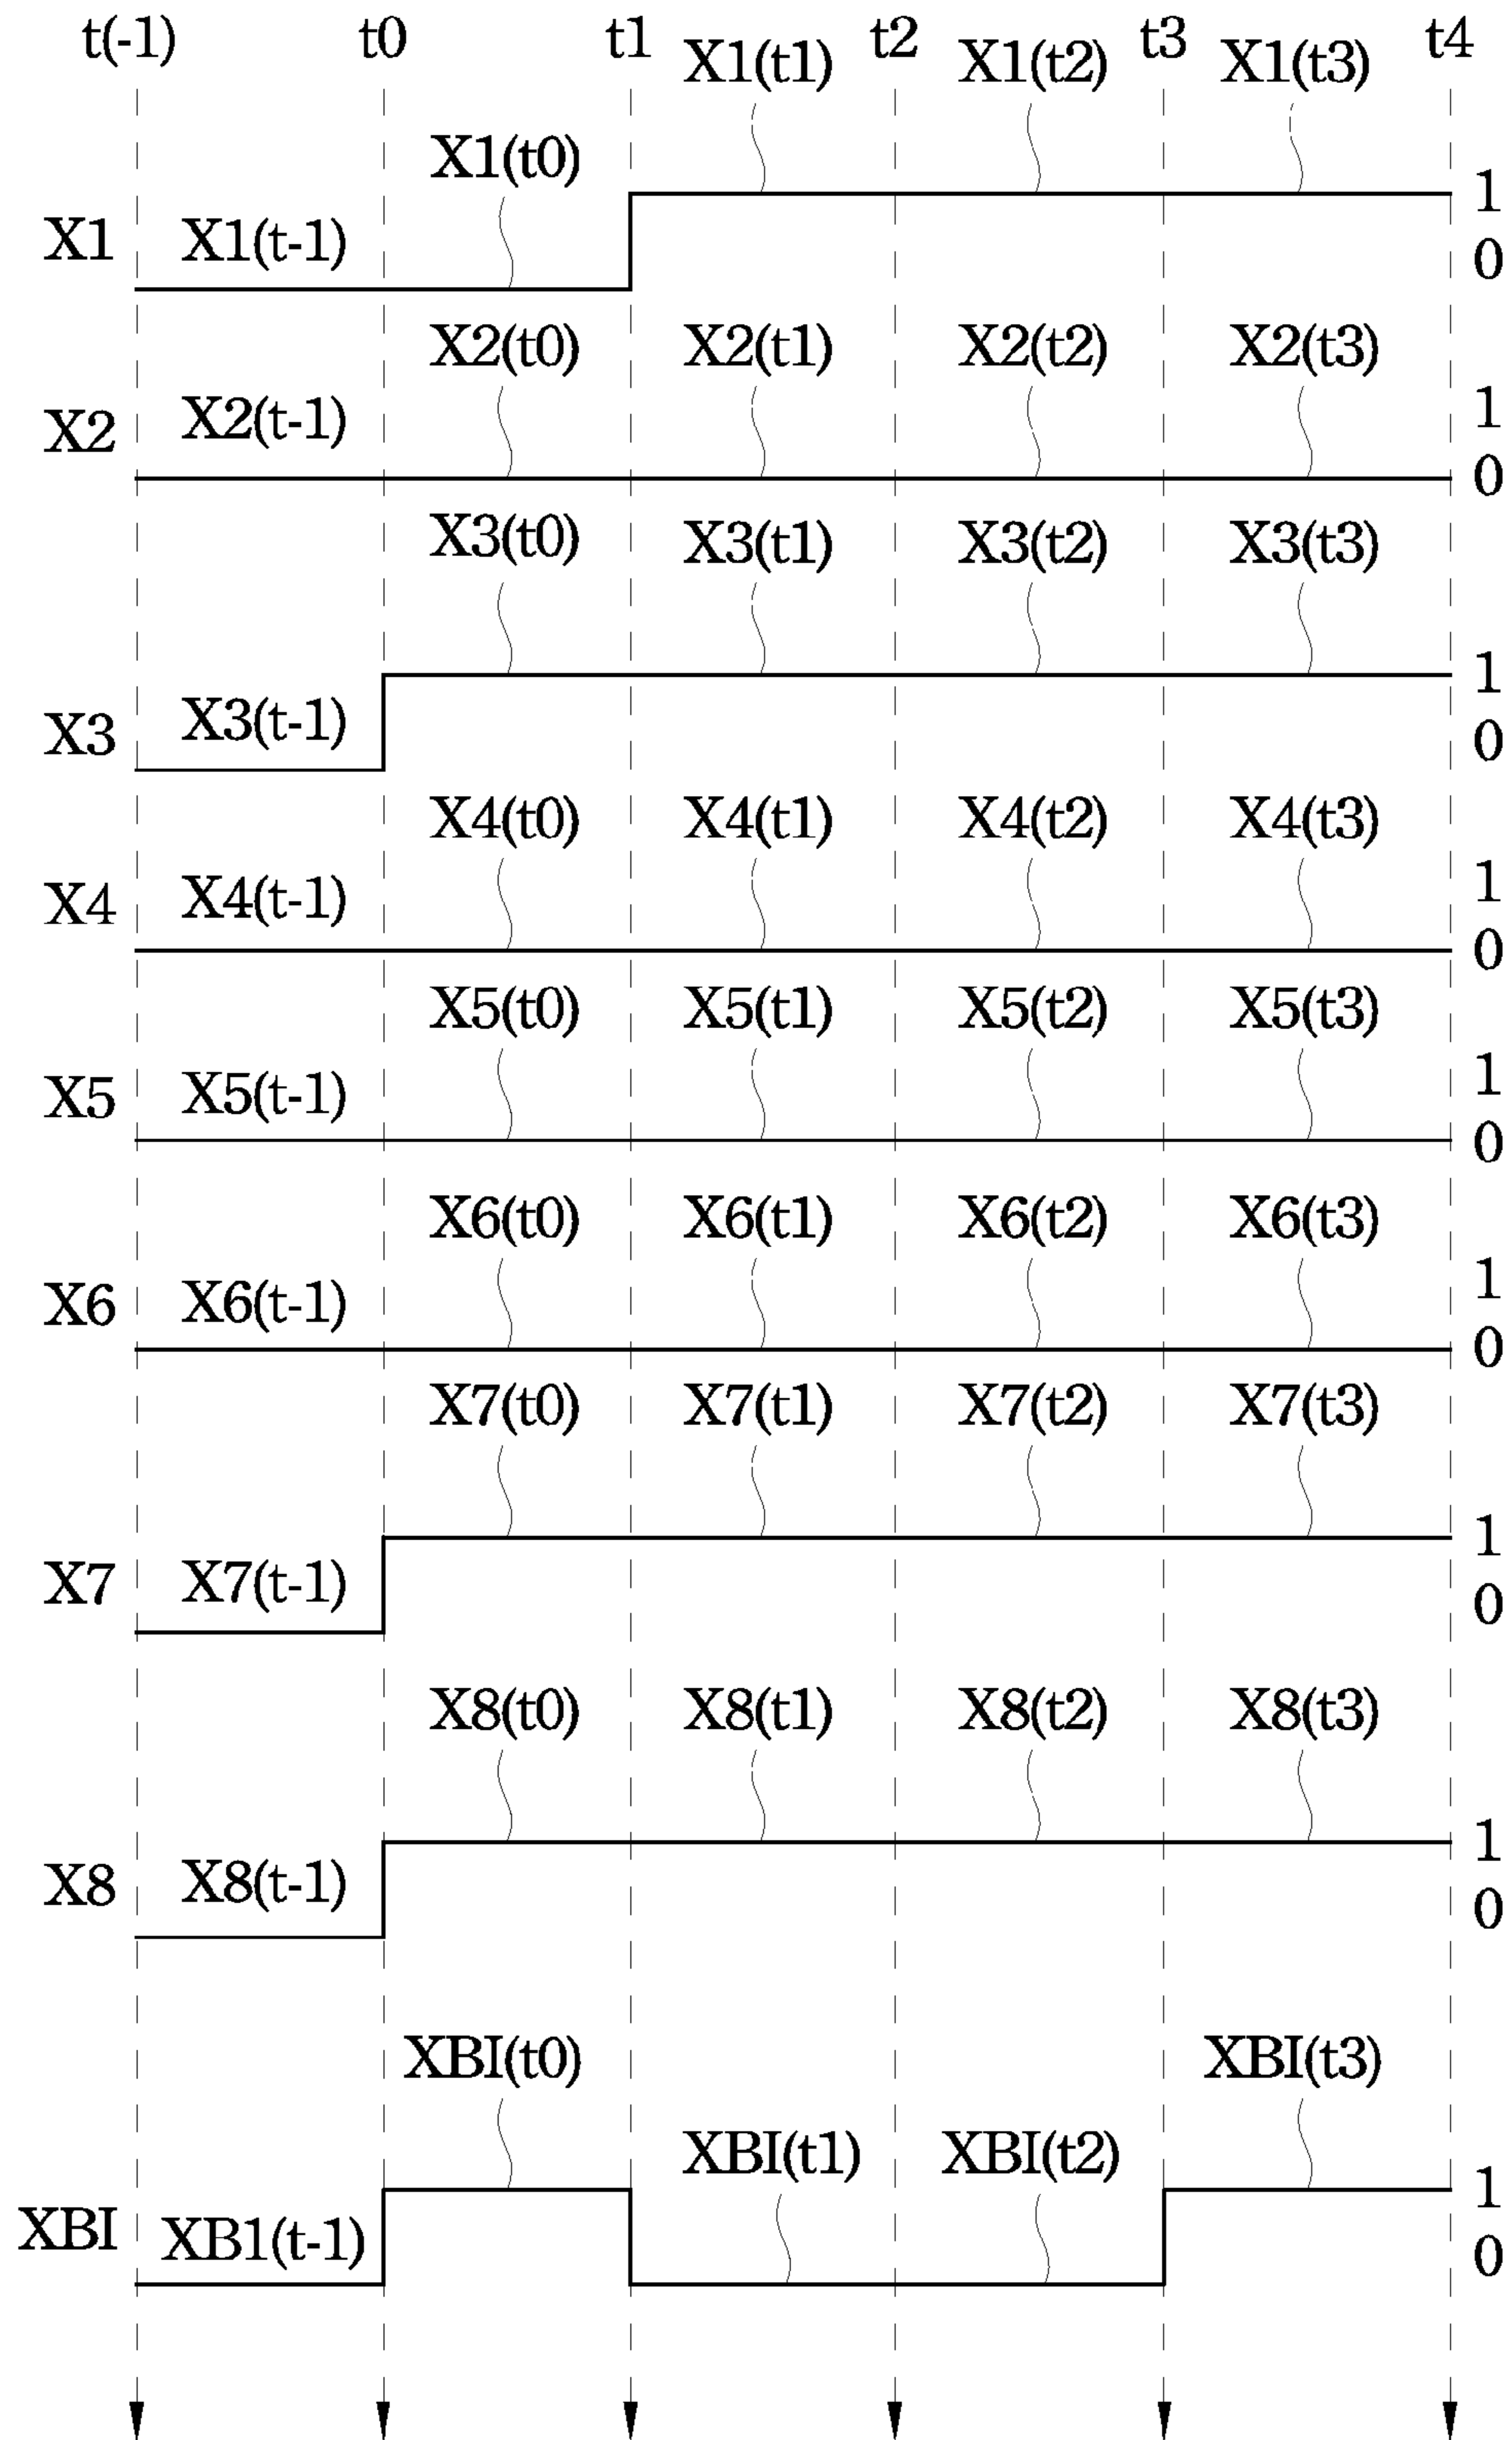 t(-1) t0 t1 t2 t3 t4
X1(t1) X1(t2) X1(t3)
X1(t0)
1
X1 X1(t-1) 0
X2(t0) X2(t1) X2(t2) X2(t3)
1
X2 X2(t-1)
0
X3(t0) X3(t1) X3(t2) X3(t3)
1
X3 X3(t-1) 0
X4(t0) X4(t1) X4(t2) X4(t3)
1
X4 X4(t-1)
0
X5(t0) X5(t1) X5(t2) X5(t3)
1
X5 X5(t-1)
0
X6(t0) X6(t1) X6(t2) X6(t3)
1
X6 X6(t-1)
0
X7(t0) X7(t1) X7(t2) X7(t3)
1
X7 X7(t-1) 0
X8(t0) X8(t1) X8(t2) X8(t3)
1
X8 X8(t-1) 0
XBI(t0) XBI(t3)
XBI(t1) XBI(t2)
1
XBI XB1(t-1) 0